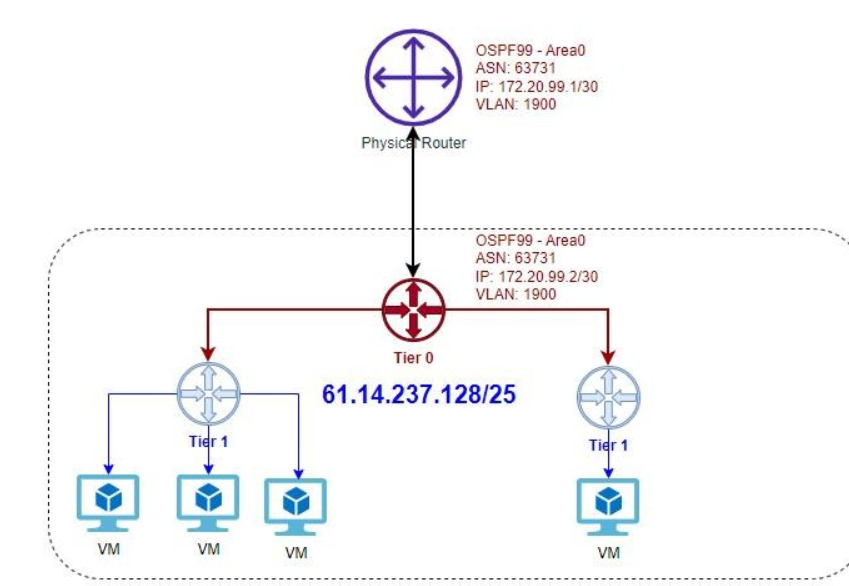 OSPF99 - Area0
ASN: 63731
IP: 172.20.99.1/30
VLAN: 1900
Physical Router
OSPF99 - Area0
ASN: 63731
IP: 172.20.99.2/30
VLAN: 1900
Tier 0
61.14.237.128/25
Tier 1
Tier 1
VM
VM
VM
VM